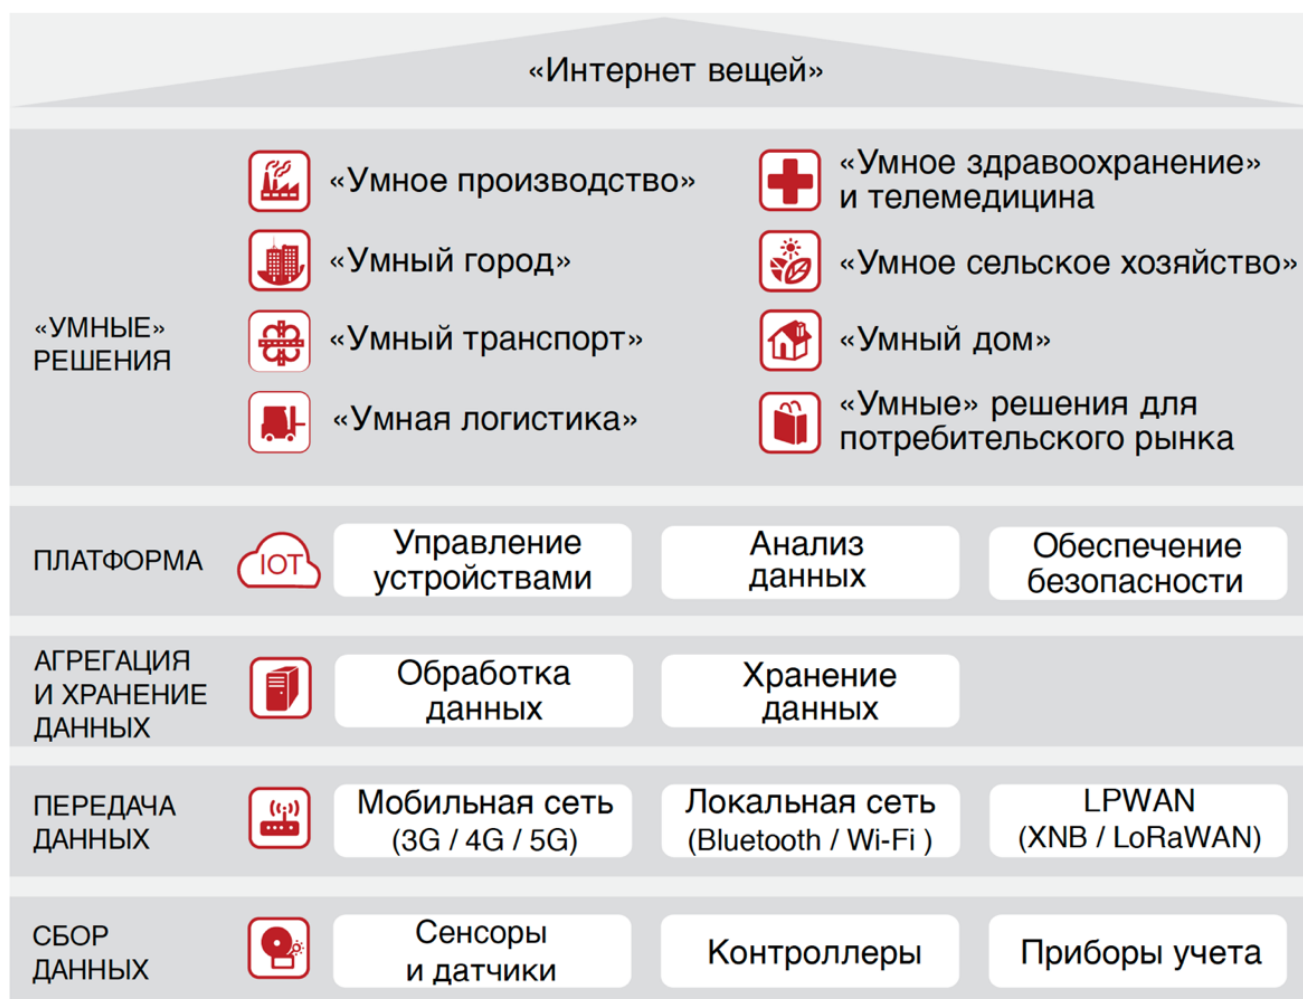 «Интернет вещей»
«УМНЫЕ»
РЕШЕНИЯ
«Умное производство»
«Умный город»
«Умный транспорт»
«Умная логистика»
«Умное здравоохранение»
и телемедицина
«Умное сельское хозяйство»
«Умный дом»
«Умные» решения для
потребительского рынка
ПЛАТФОРМА
IOT
Управление
устройствами
Анализ
данных
Обеспечение
безопасности
АГРЕГАЦИЯ
И ХРАНЕНИЕ
ДАННЫХ
Обработка
данных
Хранение
данных
ПЕРЕДАЧА
ДАННЫХ
Мобильная сеть
(3G / 4G / 5G)
Локальная сеть
(Bluetooth / Wi-Fi )
LPWAN
(XNB / LoRaWAN)
СБОР
ДАННЫХ
Сенсоры
и датчики
Контроллеры
Приборы учета